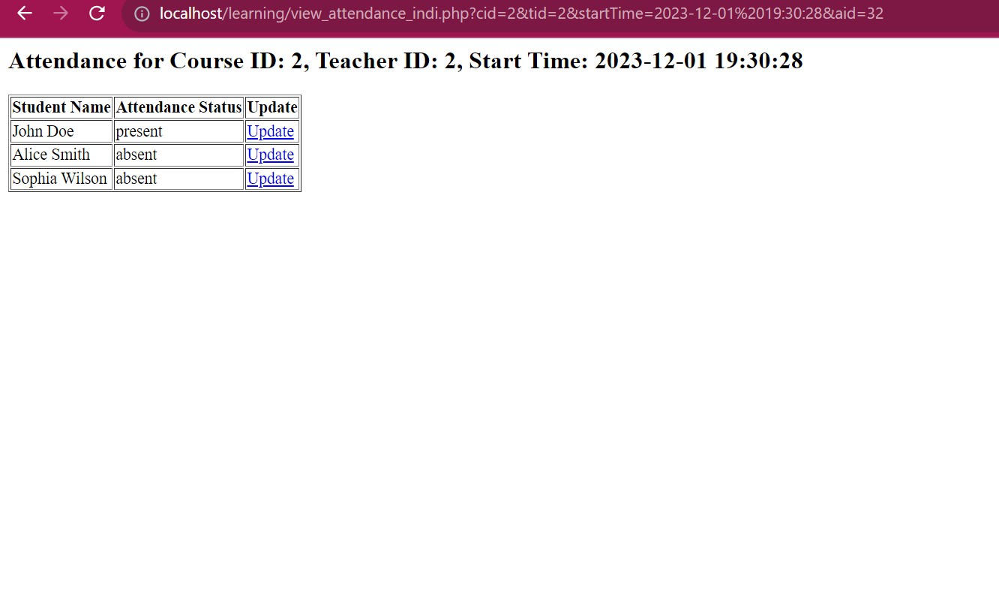 localhost/learning/view_attendance_indi.php?cid=2&tid=2&startTime=2023-12-01%2019:30:28&aid=32
Attendance for Course ID: 2, Teacher ID: 2, Start Time: 2023-12-01 19:30:28
Student Name Attendance Status Update
John Doe present Update
Alice Smith absent Update
Sophia Wilson absent Update